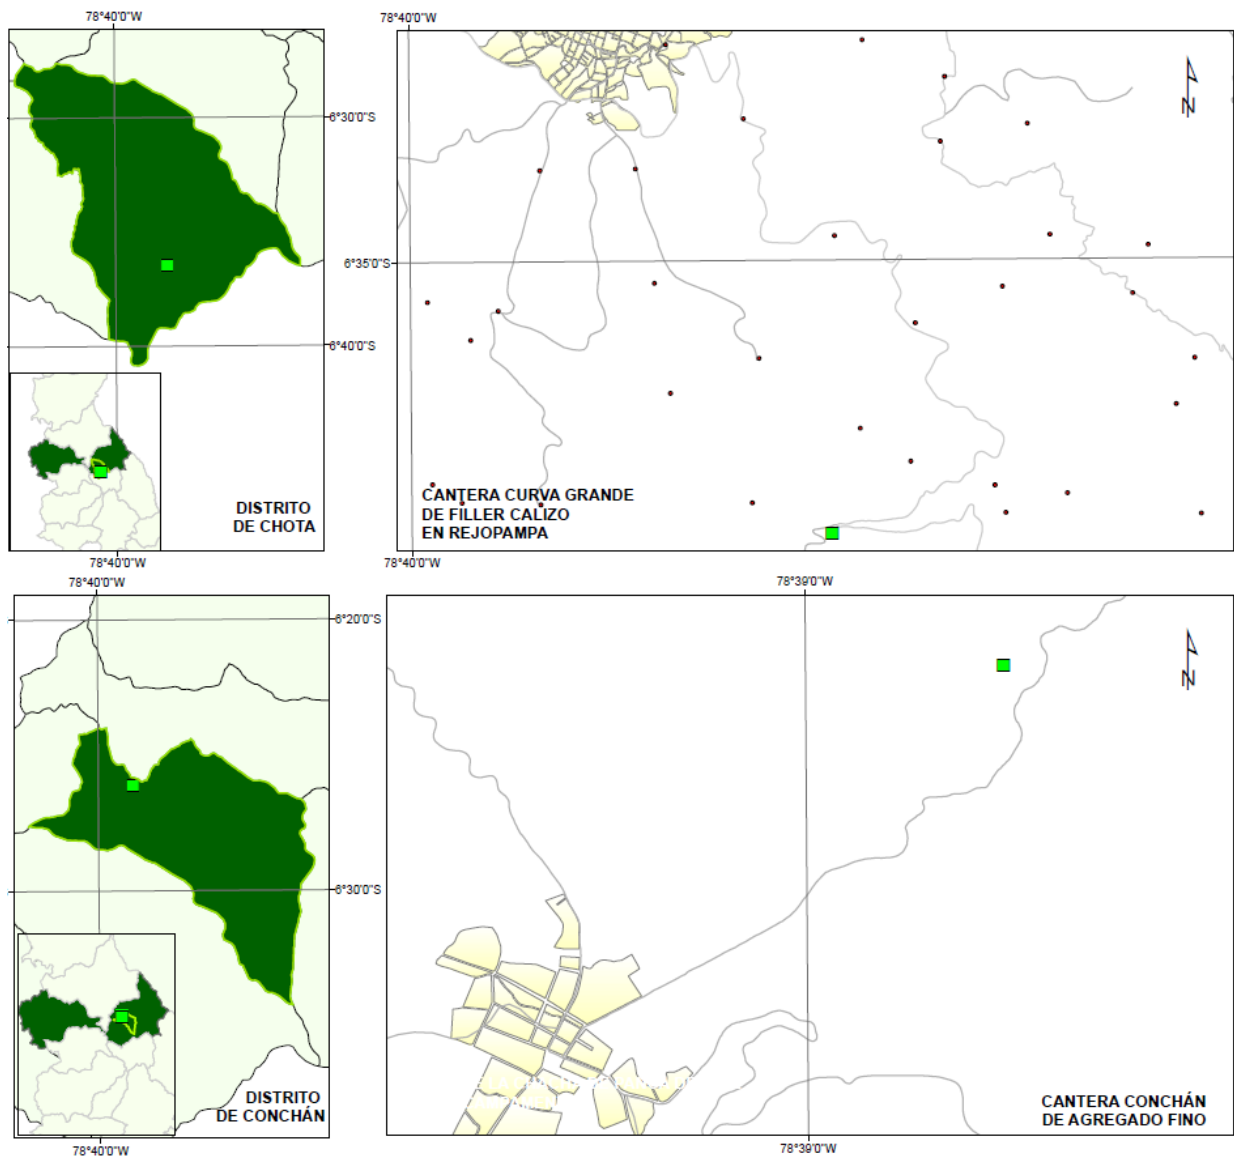 78°40'0"W
78°40'0"W
6°30'0"S
6°35'0"S
6°40'0"S
N
CANTERA CURVA GRANDE
DE FÍLLER CALIZO
EN REJOPAMPA
DISTRITO
DE CHOTA
78°40'0"W
78°40'0"W
78°39'0"W
78°40'0"W
6°20'0"S
N
6°30'0"S
DISTRITO
DE CONCHÁN
CANTERA CONCHÁN
DE AGREGADO FINO
78°40'0"W
78°39'0"W